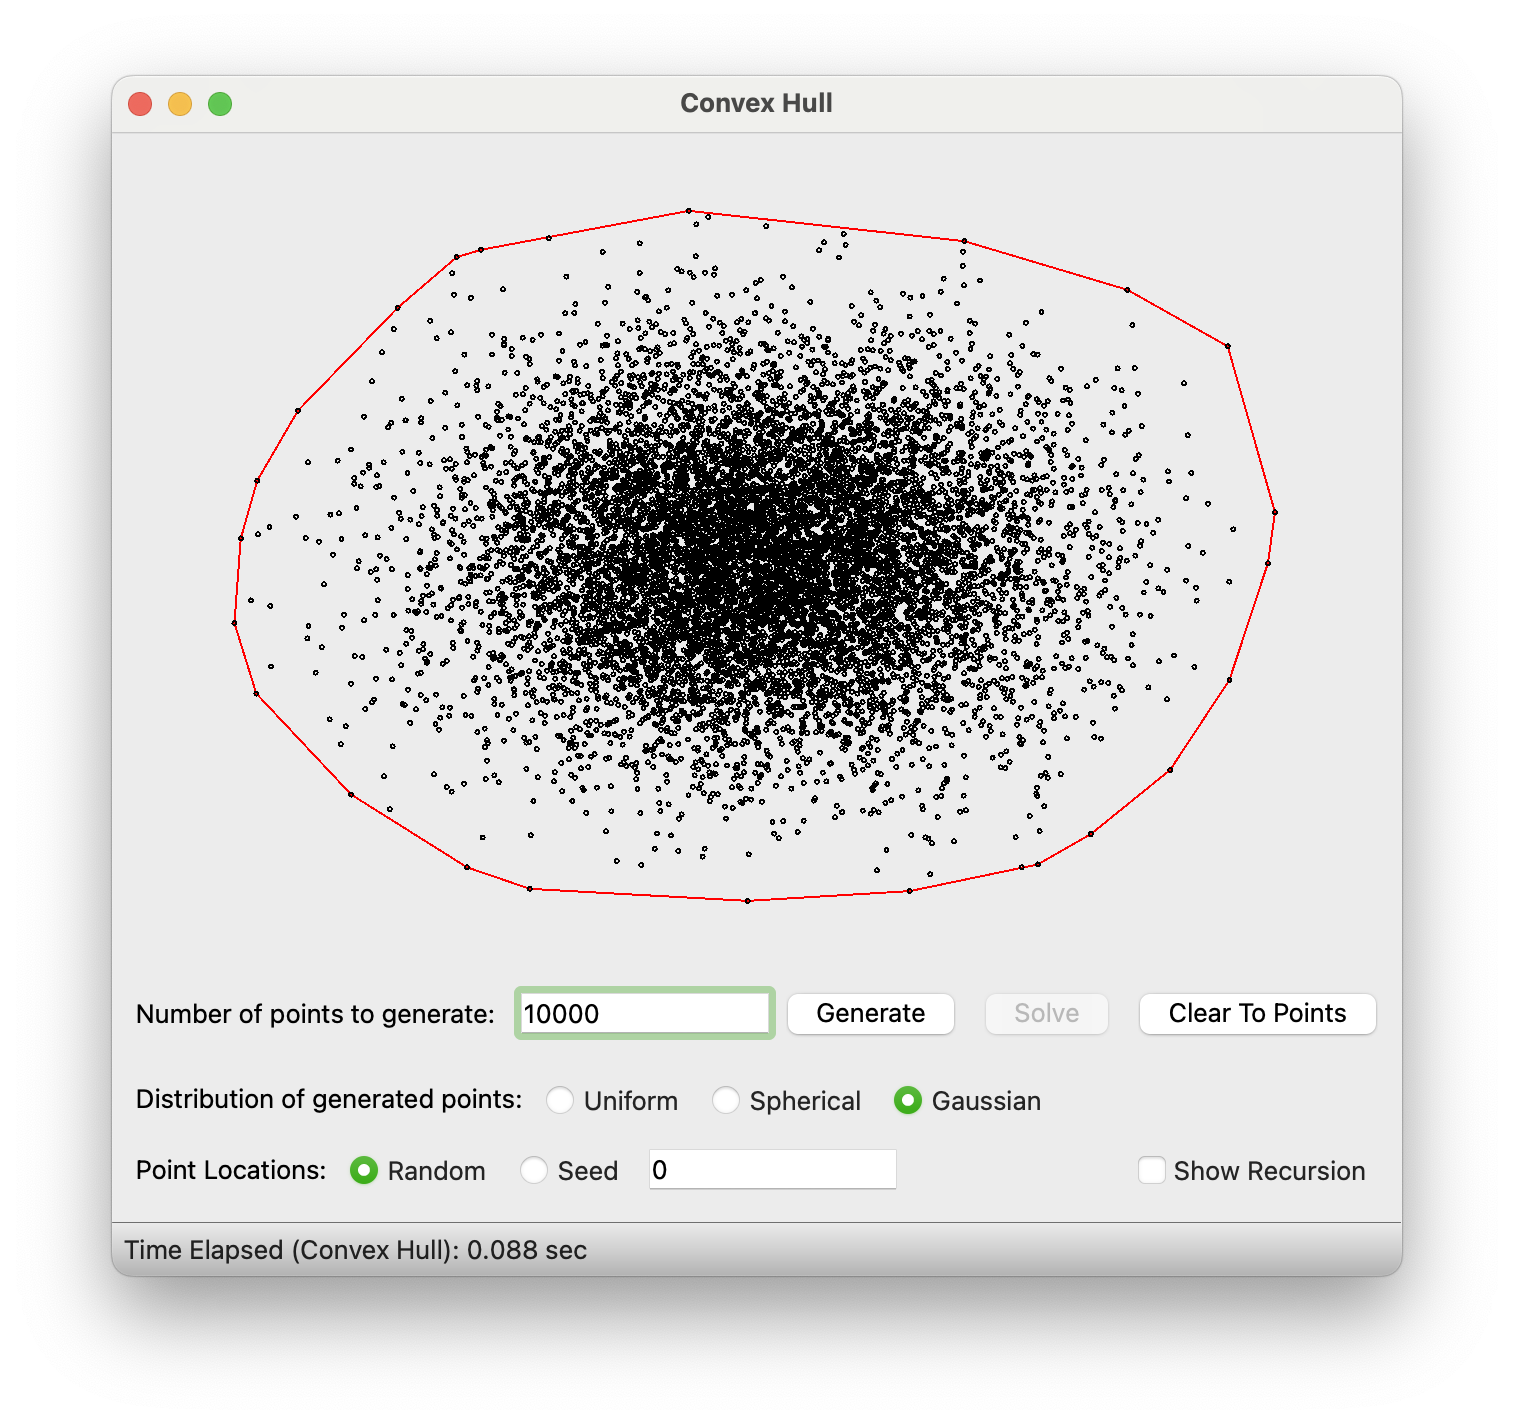 Convex Hull
Number of points to generate: 10000 Generate Solve Clear To Points
Distribution of generated points: Uniform Spherical Gaussian
Point Locations: Random Seed 0 Show Recursion
Time Elapsed (Convex Hull): 0.088 sec